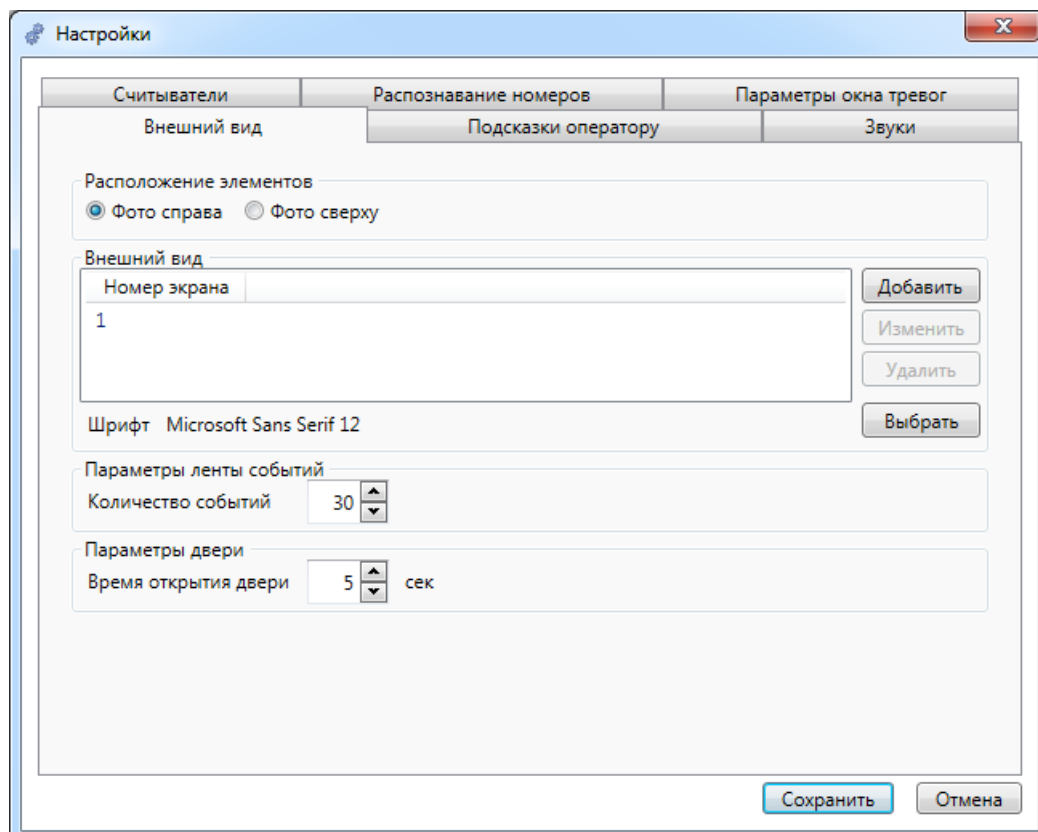 Настройки
Считыватели Распознавание номеров Параметры окна тревог
Внешний вид Подсказки оператору Звуки
Расположение элементов
Фото справа Фото сверху
Внешний вид
Номер экрана Добавить
1 Изменить
Удалить
Шрифт Microsoft Sans Serif 12 Выбрать
Параметры ленты событий
Количество событий 30
Параметры двери
Время открытия двери 5 сек
Сохранить Отмена